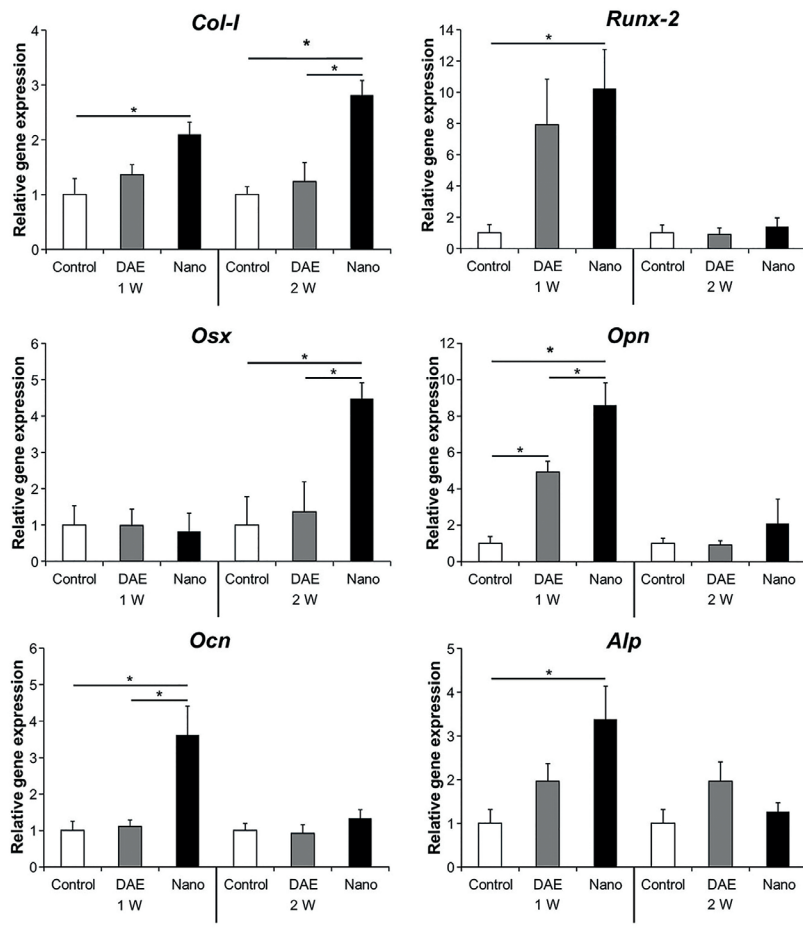 Col-I
Relative gene expression
4
3
2
1
0
*
*
*
Control DAE Nano Control DAE Nano
1 W 2 W
Runx-2
Relative gene expression
14
12
10
8
6
4
2
0
*
Control DAE Nano Control DAE Nano
1 W 2 W
Osx
Relative gene expression
6
5
4
3
2
1
0
*
*
Control DAE Nano Control DAE Nano
1 W 2 W
Opn
Relative gene expression
12
10
8
6
4
2
0
*
*
*
Control DAE Nano Control DAE Nano
1 W 2 W
Ocn
Relative gene expression
6
5
4
3
2
1
0
*
*
Control DAE Nano Control DAE Nano
1 W 2 W
Alp
Relative gene expression
5
4
3
2
1
0
*
Control DAE Nano Control DAE Nano
1 W 2 W